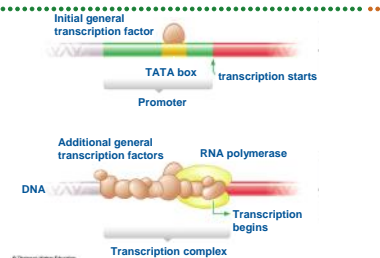 Initial general
transcription factor
TATA box
transcription starts
Promoter
Additional general
transcription factors
RNA polymerase
DNA
Transcription
begins
Transcription complex